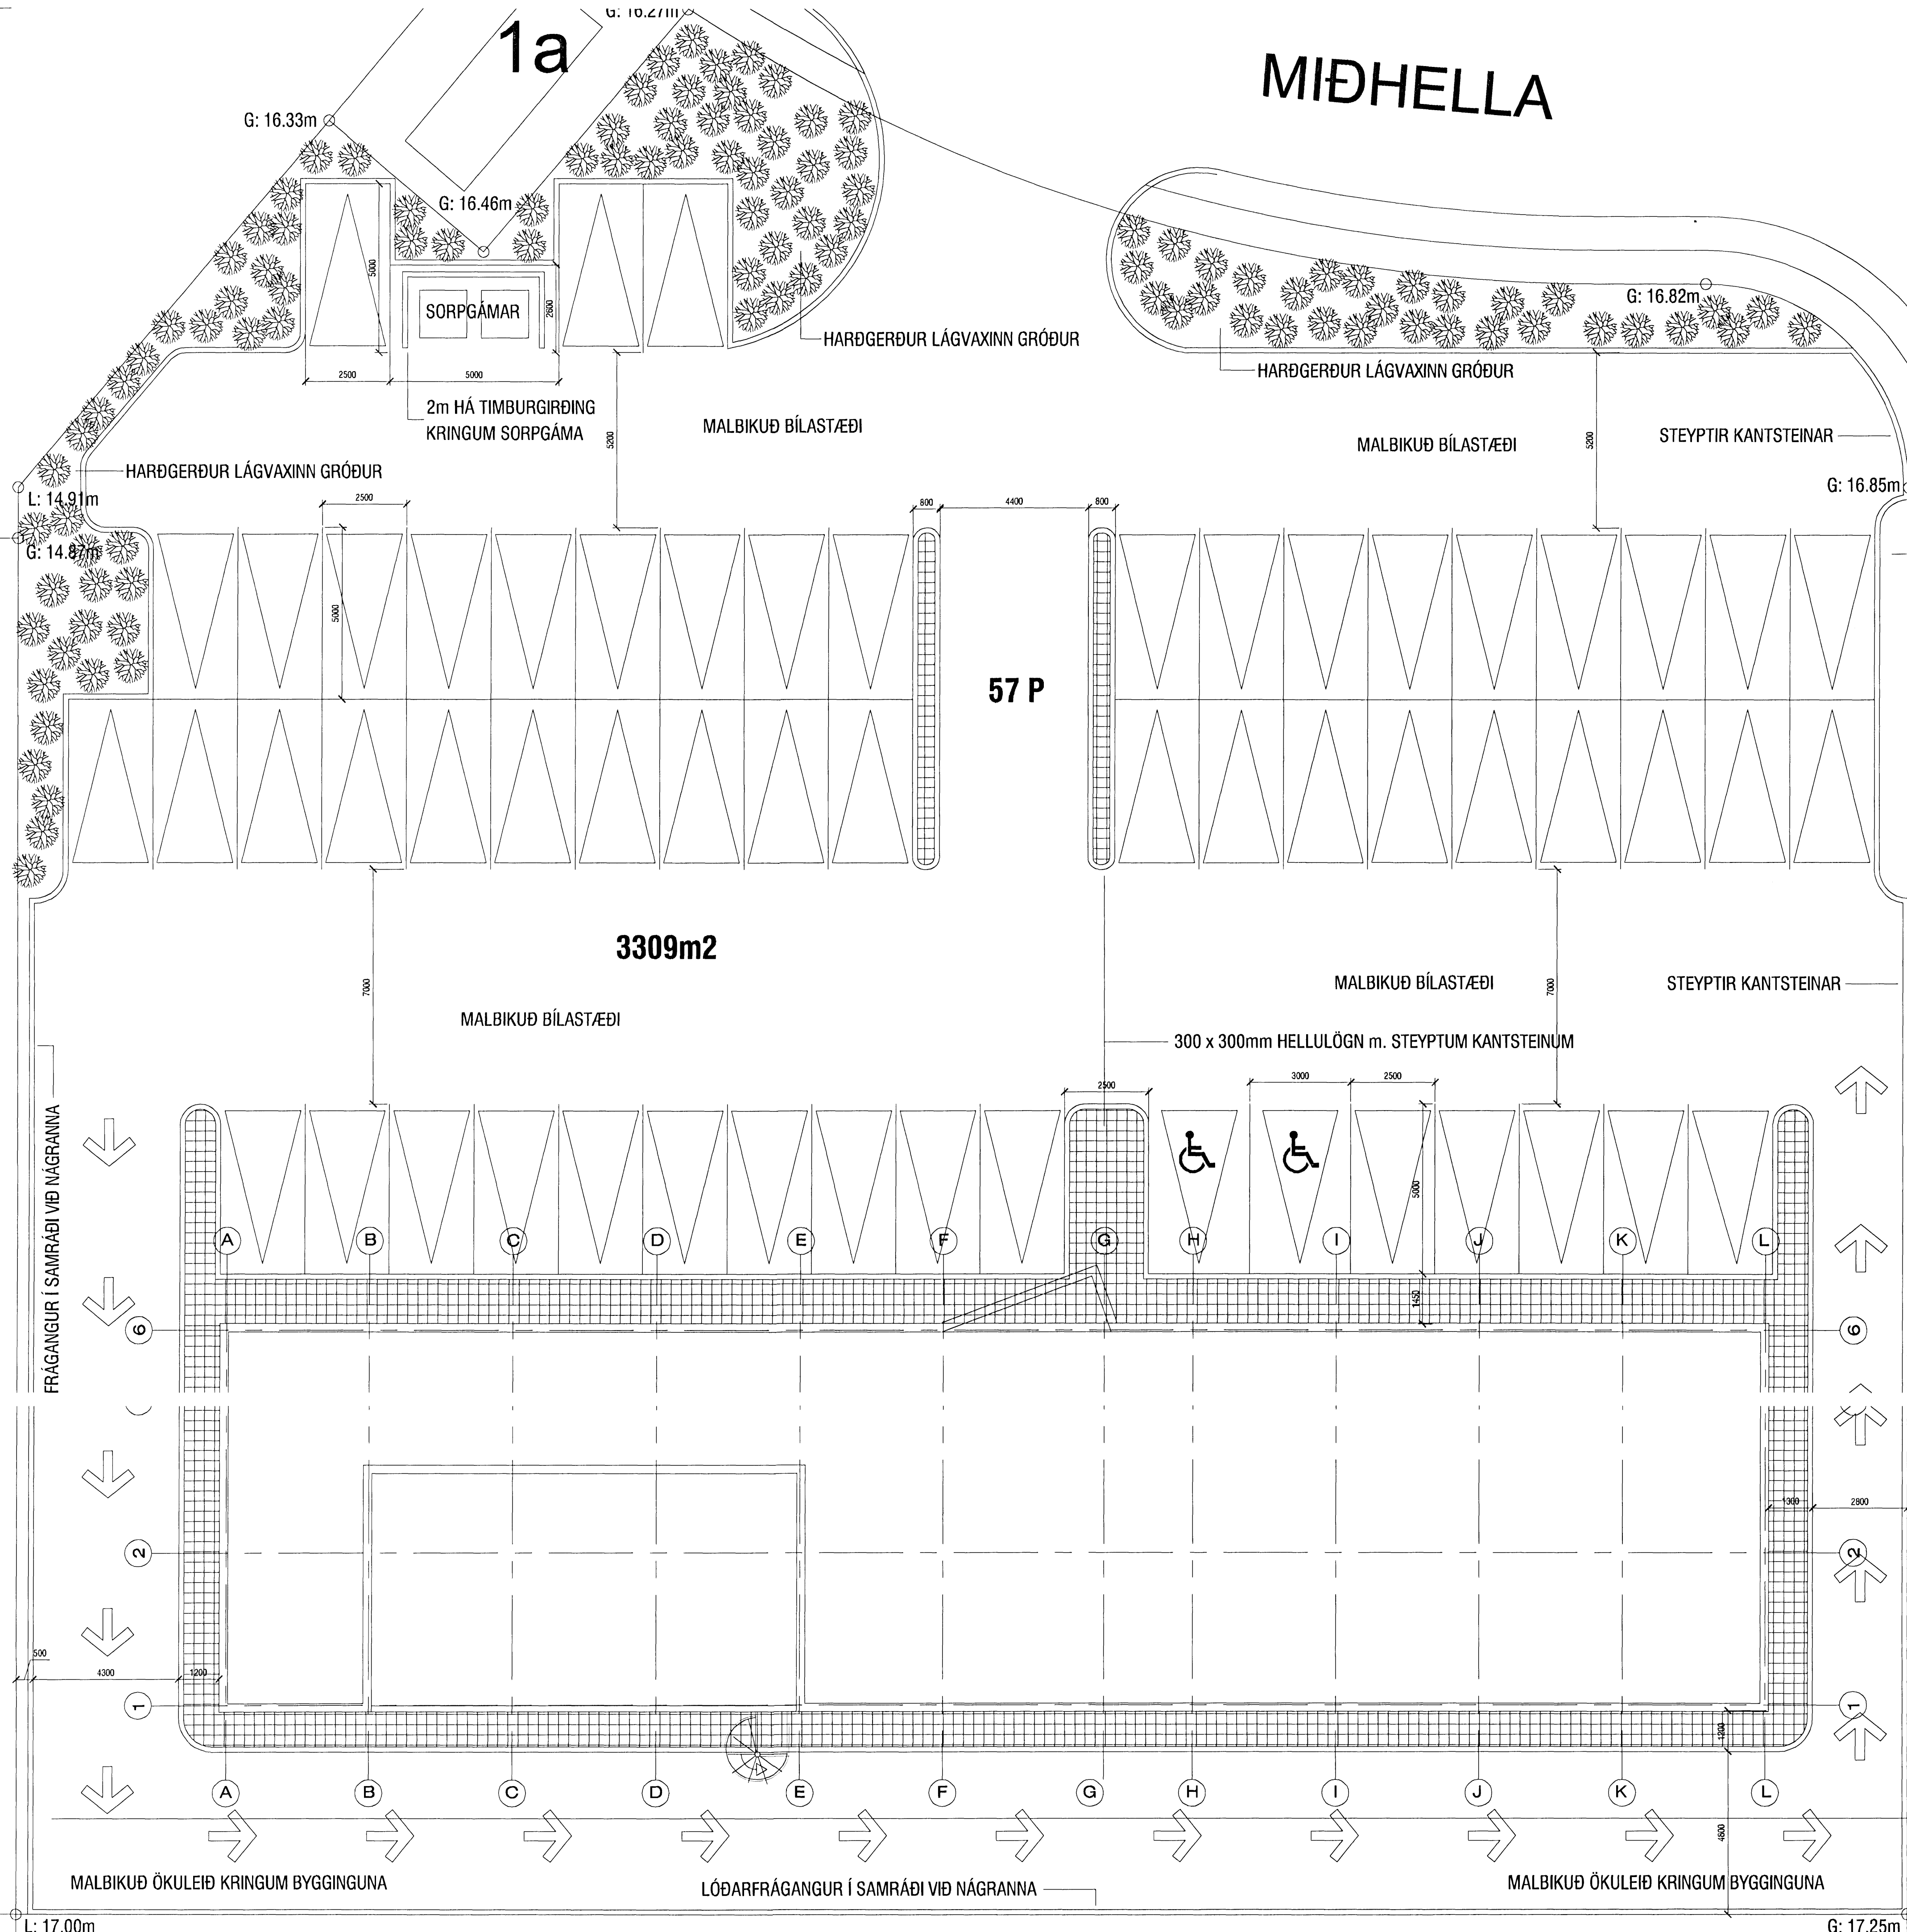 G: 16.27m
1a
MIÐHELLA
G: 16.33m
G: 16.46m
5000
SORPGÁMAR
2600
G: 16.82m
HARÐGERÐUR LÁGVAXINN GRÓÐUR
HARÐGERÐUR LÁGVAXINN GRÓÐUR
2500
5000
2m HÁ TIMBURGIRÐING
KRINGUM SORPGÁMA
5200
MALBIKUÐ BÍLASTÆÐI
MALBIKUÐ BÍLASTÆÐI
5200
STEYPTIR KANTSTEINAR
HARÐGERÐUR LÁGVAXINN GRÓÐUR
G: 16.85m
L: 14.91m
2500
800
4400
800
G: 14.87m
5000
57 P
3309m2
7000
MALBIKUÐ BÍLASTÆÐI
7000
STEYPTIR KANTSTEINAR
MALBIKUÐ BÍLASTÆÐI
300 x 300mm HELLULÖGN m. STEYPTUM KANTSTEINUM
2500
3000
2500
FRÁGANGUR Í SAMRÁÐI VIÐ NÁGRANNA
5000
A B C D E F G H I J K L
1450
6
6
1300
2800
2
2
500
4300
1200
1
1
1200
A B C D E F G H I J K L
4600
MALBIKUÐ ÖKULEIÐ KRINGUM BYGGINGUNA
LÓÐARFRÁGANGUR Í SAMRÁÐI VIÐ NÁGRANNA
MALBIKUÐ ÖKULEIÐ KRINGUM BYGGINGUNA
L: 17.00m
G: 17.25m